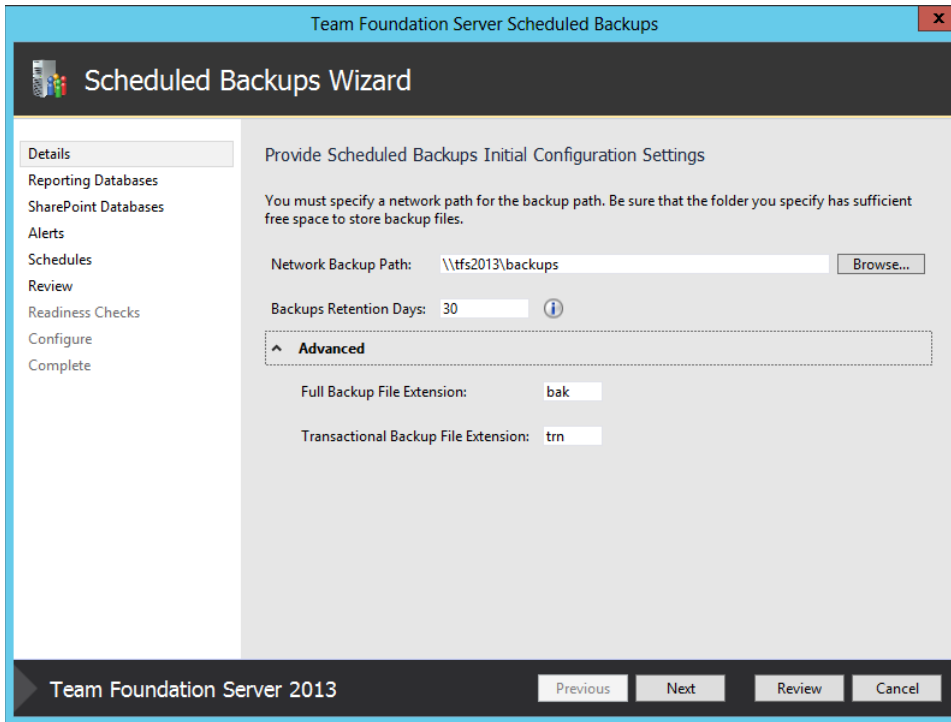 Team Foundation Server Scheduled Backups
x
Scheduled Backups Wizard
Details
Reporting Databases
SharePoint Databases
Alerts
Schedules
Review
Readiness Checks
Configure
Complete
Provide Scheduled Backups Initial Configuration Settings
You must specify a network path for the backup path. Be sure that the folder you specify has sufficient
free space to store backup files.
Network Backup Path: \\tfs2013\backups Browse...
Backups Retention Days: 30 i
Advanced
Full Backup File Extension: bak
Transactional Backup File Extension: trn
Team Foundation Server 2013
Previous Next Review Cancel